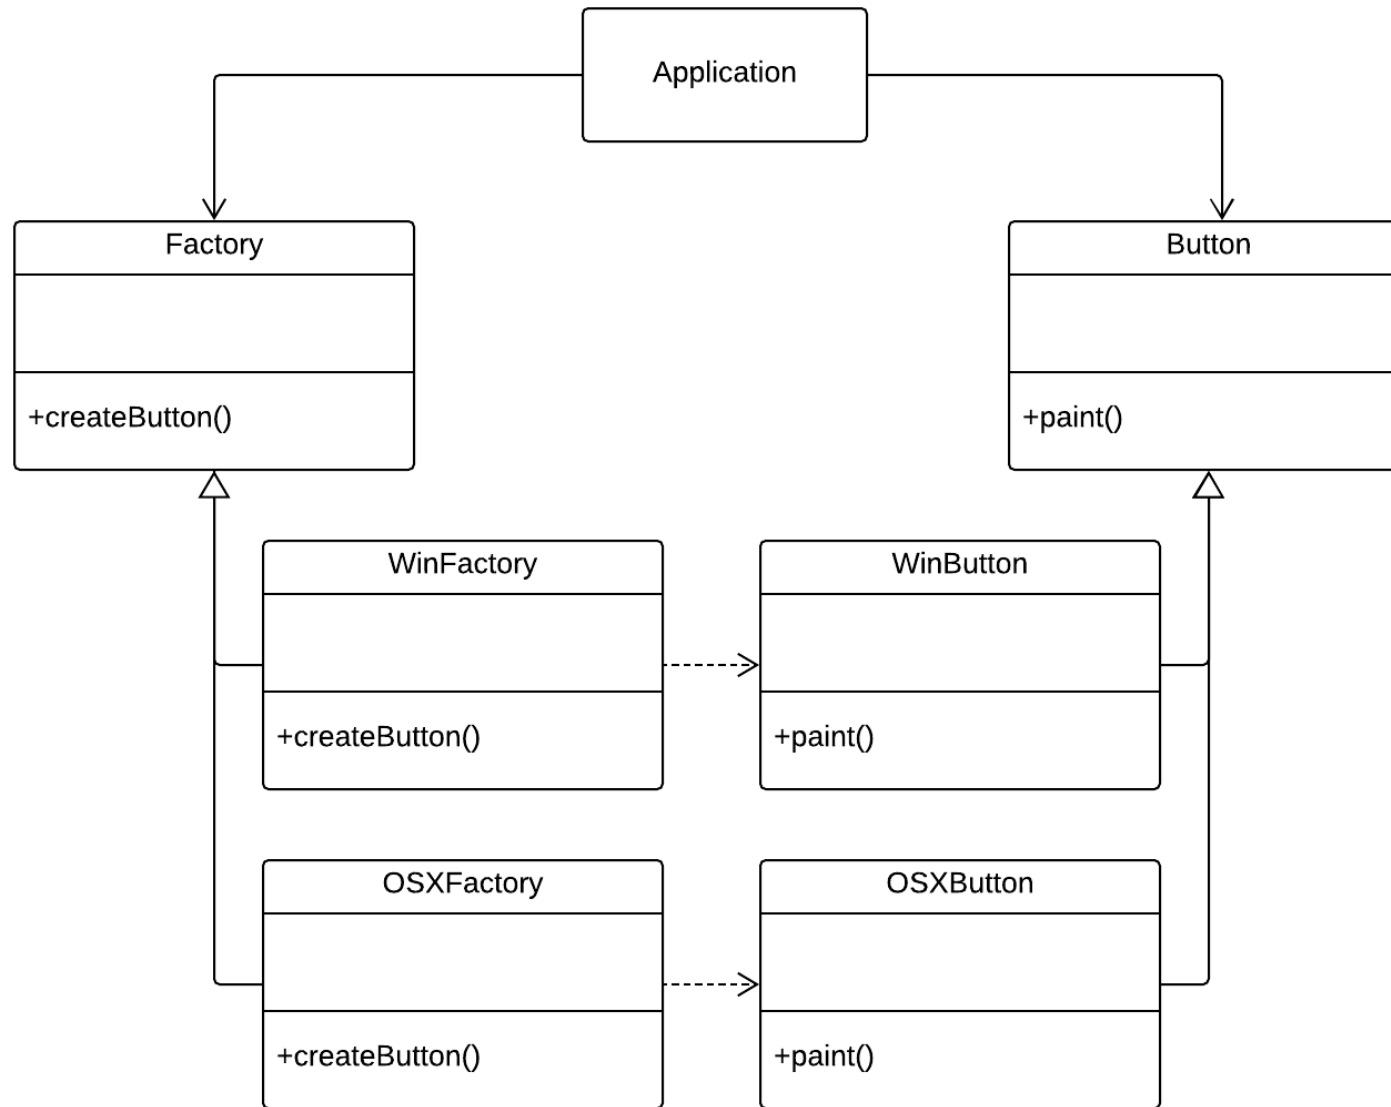 Application
Factory
+createButton()
Button
+paint()
WinFactory
+createButton()
WinButton
+paint()
OSXFactory
+createButton()
OSXButton
+paint()